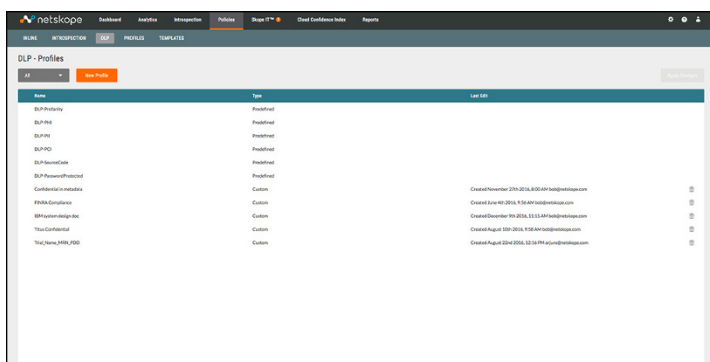 netskope Dashboard Analytics Introspection Policies Skope IT™ Cloud Confidence Index Reports
INLINE INTROSPECTION DLP PROFILES TEMPLATES
DLP - Profiles
All New Profile Apply Changes
Name Type Last Edit
DLP-Profanity Predefined
DLP-PHI Predefined
DLP-PII Predefined
DLP-PCI Predefined
DLP-SourceCode Predefined
DLP-PasswordProtected Predefined
Confidential in metadata Custom Created November 27th 2016, 8:00 AM bob@netskope.com
FINRA Compliance Custom Created June 4th 2016, 9:56 AM bob@netskope.com
IBM system design doc Custom Created December 9th 2016, 11:15 AM bob@netskope.com
Titus Confidential Custom Created August 10th 2016, 9:58 AM bob@netskope.com
Custom Created August 22nd 2016, 12:16 PM arjuna@netskope.com